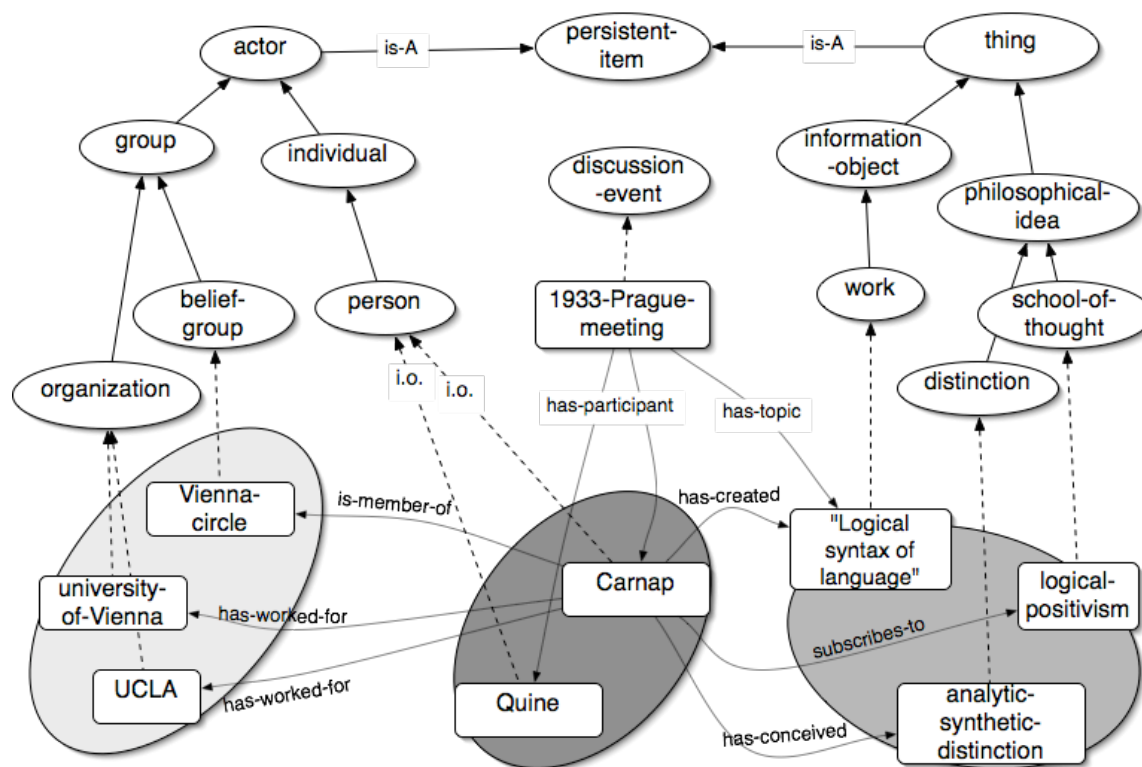 actor
is-A
persistent-
item
is-A
thing
group
individual
discussion
-event
information
-object
philosophical-
idea
belief-
group
person
1933-Prague-
meeting
work
school-of-
thought
organization
i.o.
i.o.
has-participant
has-topic
distinction
Vienna-
circle
is-member-of
has-created
"Logical
syntax of
language"
university-
of-Vienna
has-worked-for
Carnap
logical-
positivism
subscribes-to
UCLA
has-worked-for
Quine
has-conceived
analytic-
synthetic-
distinction